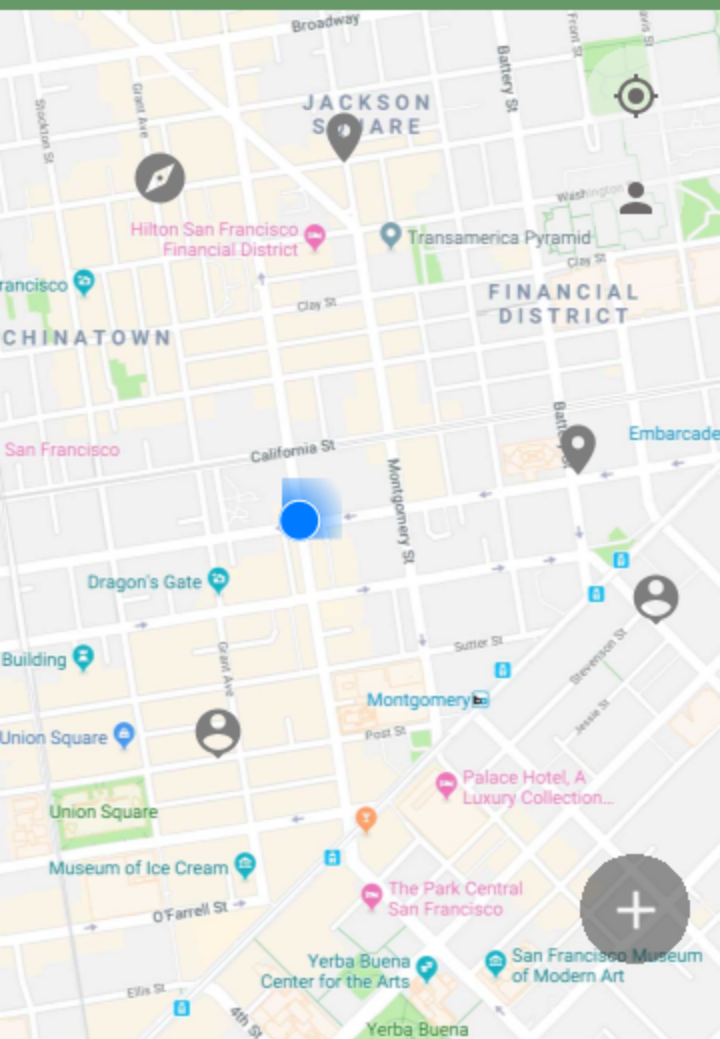 Broadway
Front St
Davis St
Battery St
Stockton St
Grant Ave
JACKSON
SQUARE
Washington
Hilton San Francisco
Financial District
Transamerica Pyramid
Clay St
rancisco
FINANCIAL
DISTRICT
Clay St
CHINATOWN
San Francisco
California St
Embarcade
Montgomery St
Dragon's Gate
Building
Grant Ave
Sutter St
Stevenson St
Montgomery
Jessie St
Union Square
Post St
Palace Hotel, A
Luxury Collection...
Union Square
Museum of Ice Cream
The Park Central
San Francisco
O'Farrell St
Yerba Buena
Center for the Arts
San Francisco Museum
of Modern Art
Ellis St
4th St
Yerba Buena